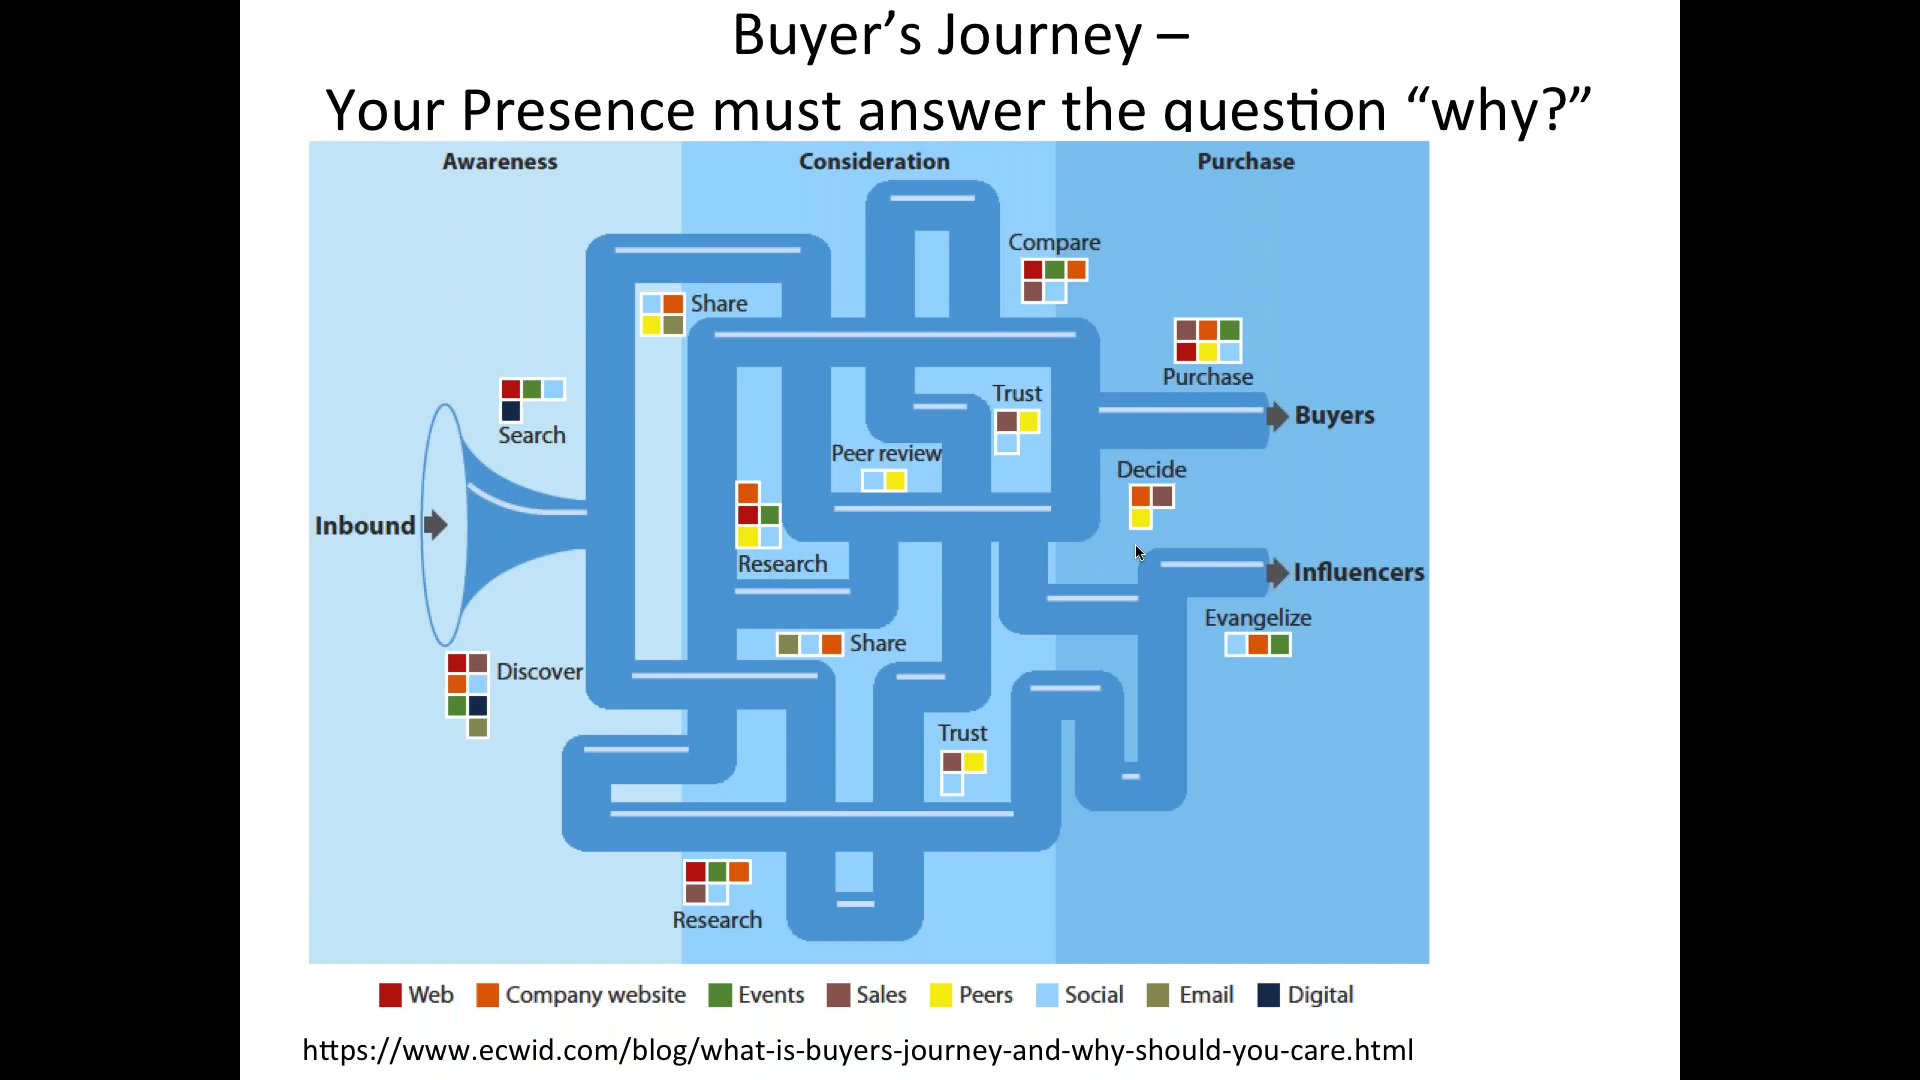 Buyer’s Journey –
Your Presence must answer the question “why?”
Awareness
Consideration
Purchase
Compare
Share
Purchase
Trust
Buyers
Search
Peer review
Decide
Inbound
Research
Influencers
Evangelize
Share
Discover
Trust
Research
Web Company website Events Sales Peers Social Email Digital
https://www.ecwid.com/blog/what-is-buyers-journey-and-why-should-you-care.html